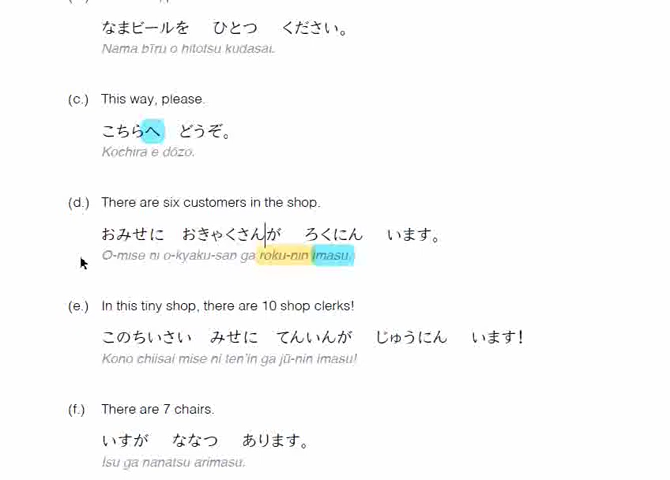 なまビールを ひとつ ください。
Nama bīru o hitotsu kudasai.
(c.) This way, please.
こちらへ どうぞ。
Kochira e dōzo.
(d.) There are six customers in the shop.
おみせに おきゃくさんが ろくにん います。
O-mise ni o-kyaku-san ga roku-nin imasu.
(e.) In this tiny shop, there are 10 shop clerks!
このちいさい みせに てんいんが じゅうにん います!
Kono chiisai mise ni ten'in ga jū-nin imasu!
(f.) There are 7 chairs.
いすが ななつ あります。
Isu ga nanatsu arimasu.